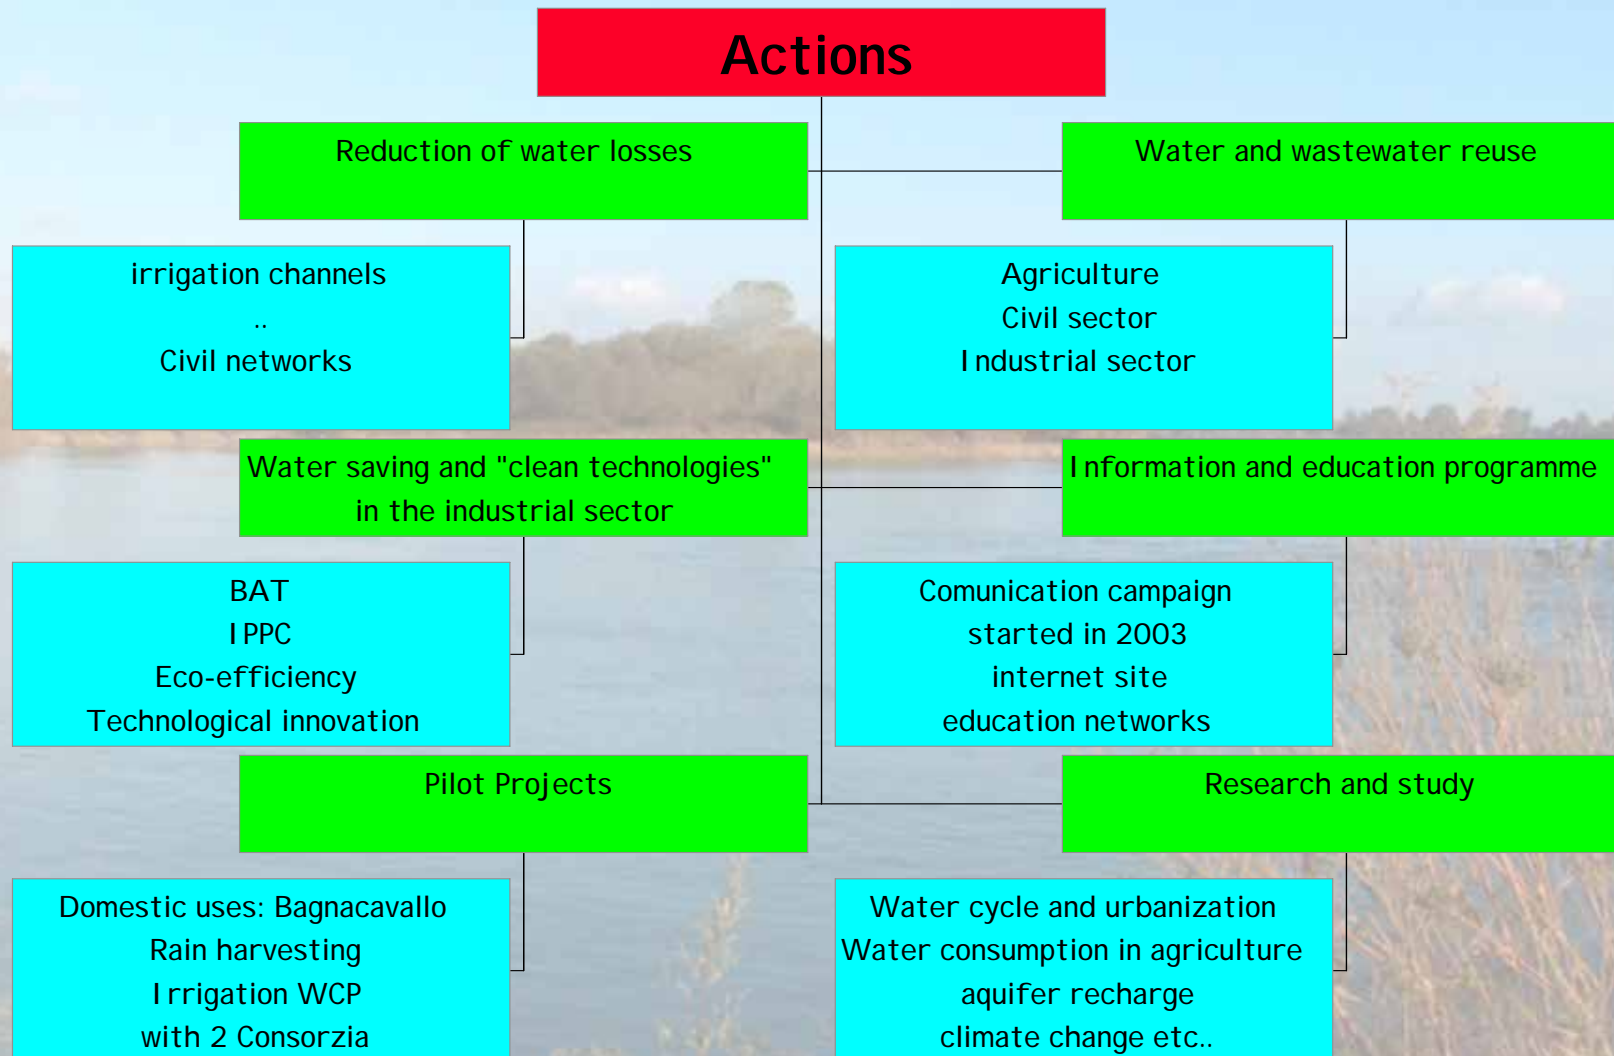 Actions
Reduction of water losses
irrigation channels
..
Civil networks
Water and wastewater reuse
Agriculture
Civil sector
Industrial sector
Water saving and "clean technologies"
in the industrial sector
BAT
IPPC
Eco-efficiency
Technological innovation
Information and education programme
Comunication campaign
started in 2003
internet site
education networks
Pilot Projects
Domestic uses: Bagnacavallo
Rain harvesting
Irrigation WCP
with 2 Consorzia
Research and study
Water cycle and urbanization
Water consumption in agriculture
aquifer recharge
climate change etc..